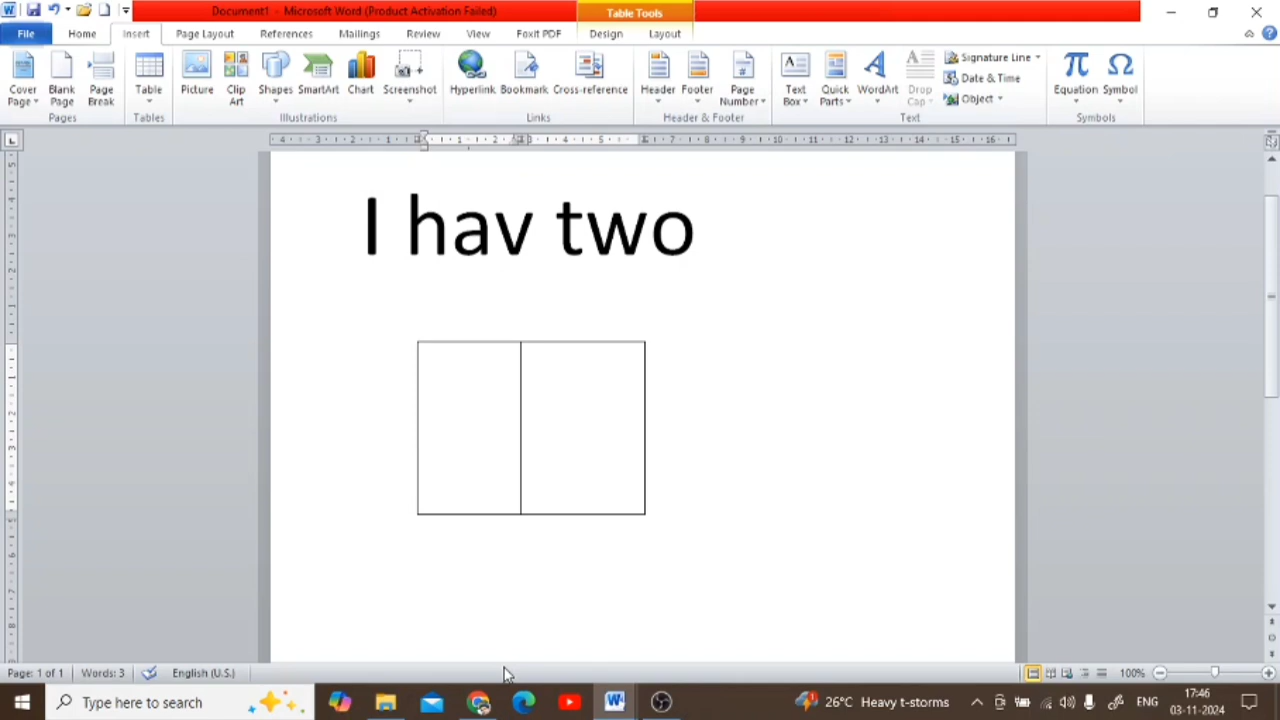 Document1 - Microsoft Word (Product Activation Failed)
Table Tools
File Home Insert Page Layout References Mailings Review View Foxit PDF Design Layout
Cover Page
Blank Page
Page Break
Table
Picture
Clip Art
Shapes
SmartArt
Chart
Screenshot
Hyperlink
Bookmark
Cross-reference
Header
Footer
Page Number
Text Box
Quick Parts
WordArt
Drop Cap
Signature Line
Date & Time
Object
Equation
Symbol
Pages Tables Illustrations Links Header & Footer Text Symbols
I hav two
Page: 1 of 1 Words: 3 English (U.S.) 100%
Type here to search
26°C Heavy t-storms
ENG
17:46
03-11-2024